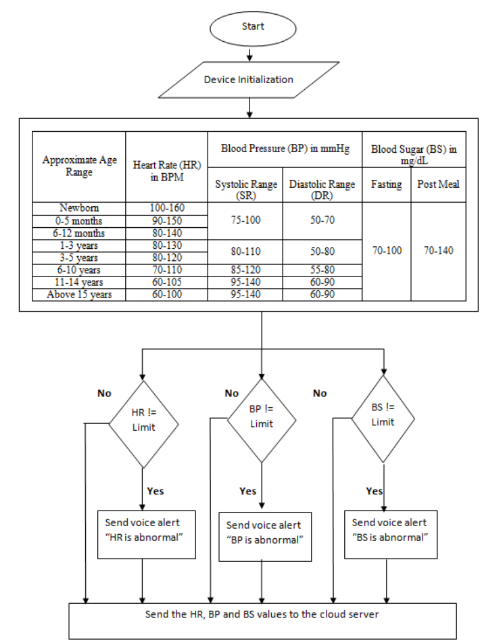 Start
Device Initialization
Approximate Age
Range
Heart Rate (HR)
in BPM
Blood Pressure (BP) in mmHg
Blood Sugar (BS) in
mg/dL
Systolic Range
(SR)
Diastolic Range
(DR)
Fasting
Post Meal
Newborn 100-160
75-100 50-70
0-5 months 90-150
6-12 months 80-140
1-3 years 80-130
80-110 50-80
70-100 70-140
3-5 years 80-120
6-10 years 70-110 85-120 55-80
11-14 years 60-105 95-140 60-90
Above 15 years 60-100 95-140 60-90
No
HR !=
Limit
No
BP !=
Limit
No
BS !=
Limit
Yes
Yes
Yes
Send voice alert
“HR is abnormal”
Send voice alert
“BP is abnormal”
Send voice alert
“BS is abnormal”
Send the HR, BP and BS values to the cloud server